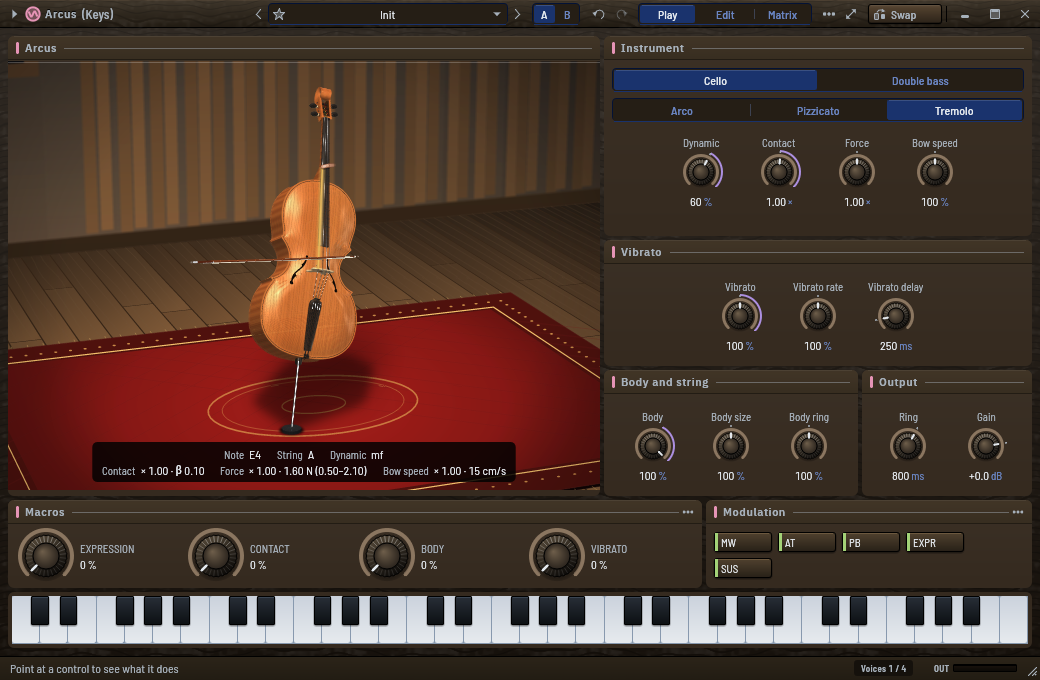 Arcus (Keys)
Init
A B
Play Edit Matrix
Swap
Arcus
Note E4 String A Dynamic mf
Contact × 1.00 · β 0.10 Force × 1.00 · 1.60 N (0.50–2.10) Bow speed × 1.00 · 15 cm/s
Instrument
Cello Double bass
Arco Pizzicato Tremolo
Dynamic Contact Force Bow speed
60 % 1.00 × 1.00 × 100 %
Vibrato
Vibrato Vibrato rate Vibrato delay
100 % 100 % 250 ms
Body and string
Body Body size Body ring
100 % 100 % 100 %
Output
Ring Gain
800 ms +0.0 dB
Macros
EXPRESSION
0 %
CONTACT
0 %
BODY
0 %
VIBRATO
0 %
Modulation
MW AT PB EXPR
SUS
Point at a control to see what it does
Voices 1 / 4
OUT